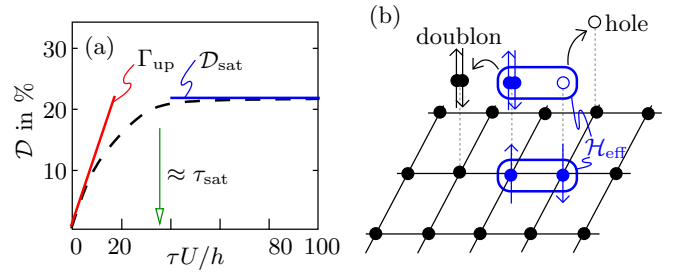 (a)
30
20
10
0
𝒟 in %
Γup
𝒟sat
≈ τsat
0 20 80 100
τU/h
(b)
doublon
hole
ℋeff